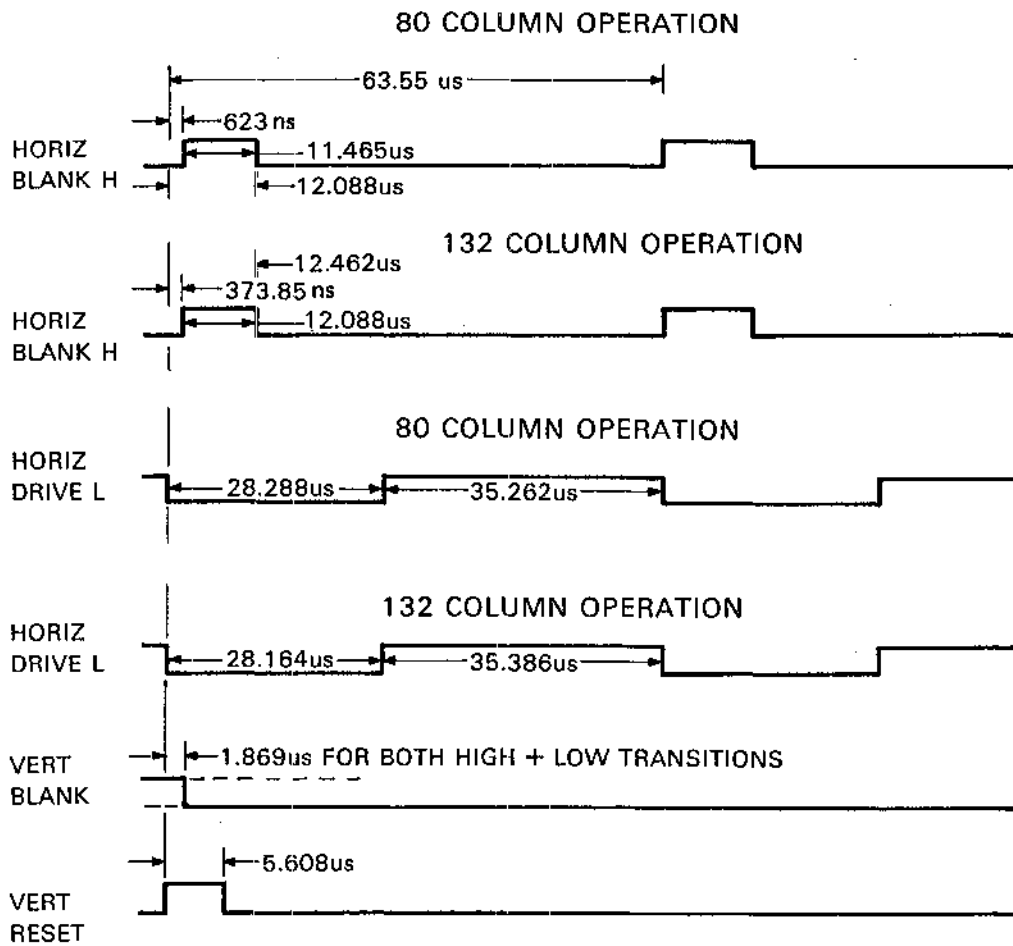 80 COLUMN OPERATION
63.55 us
623 ns
HORIZ
BLANK H
11.465us
12.088us
132 COLUMN OPERATION
12.462us
373.85 ns
HORIZ
BLANK H
12.088us
80 COLUMN OPERATION
HORIZ
DRIVE L
28.288us
35.262us
132 COLUMN OPERATION
HORIZ
DRIVE L
28.164us
35.386us
1.869us FOR BOTH HIGH + LOW TRANSITIONS
VERT
BLANK
5.608us
VERT
RESET